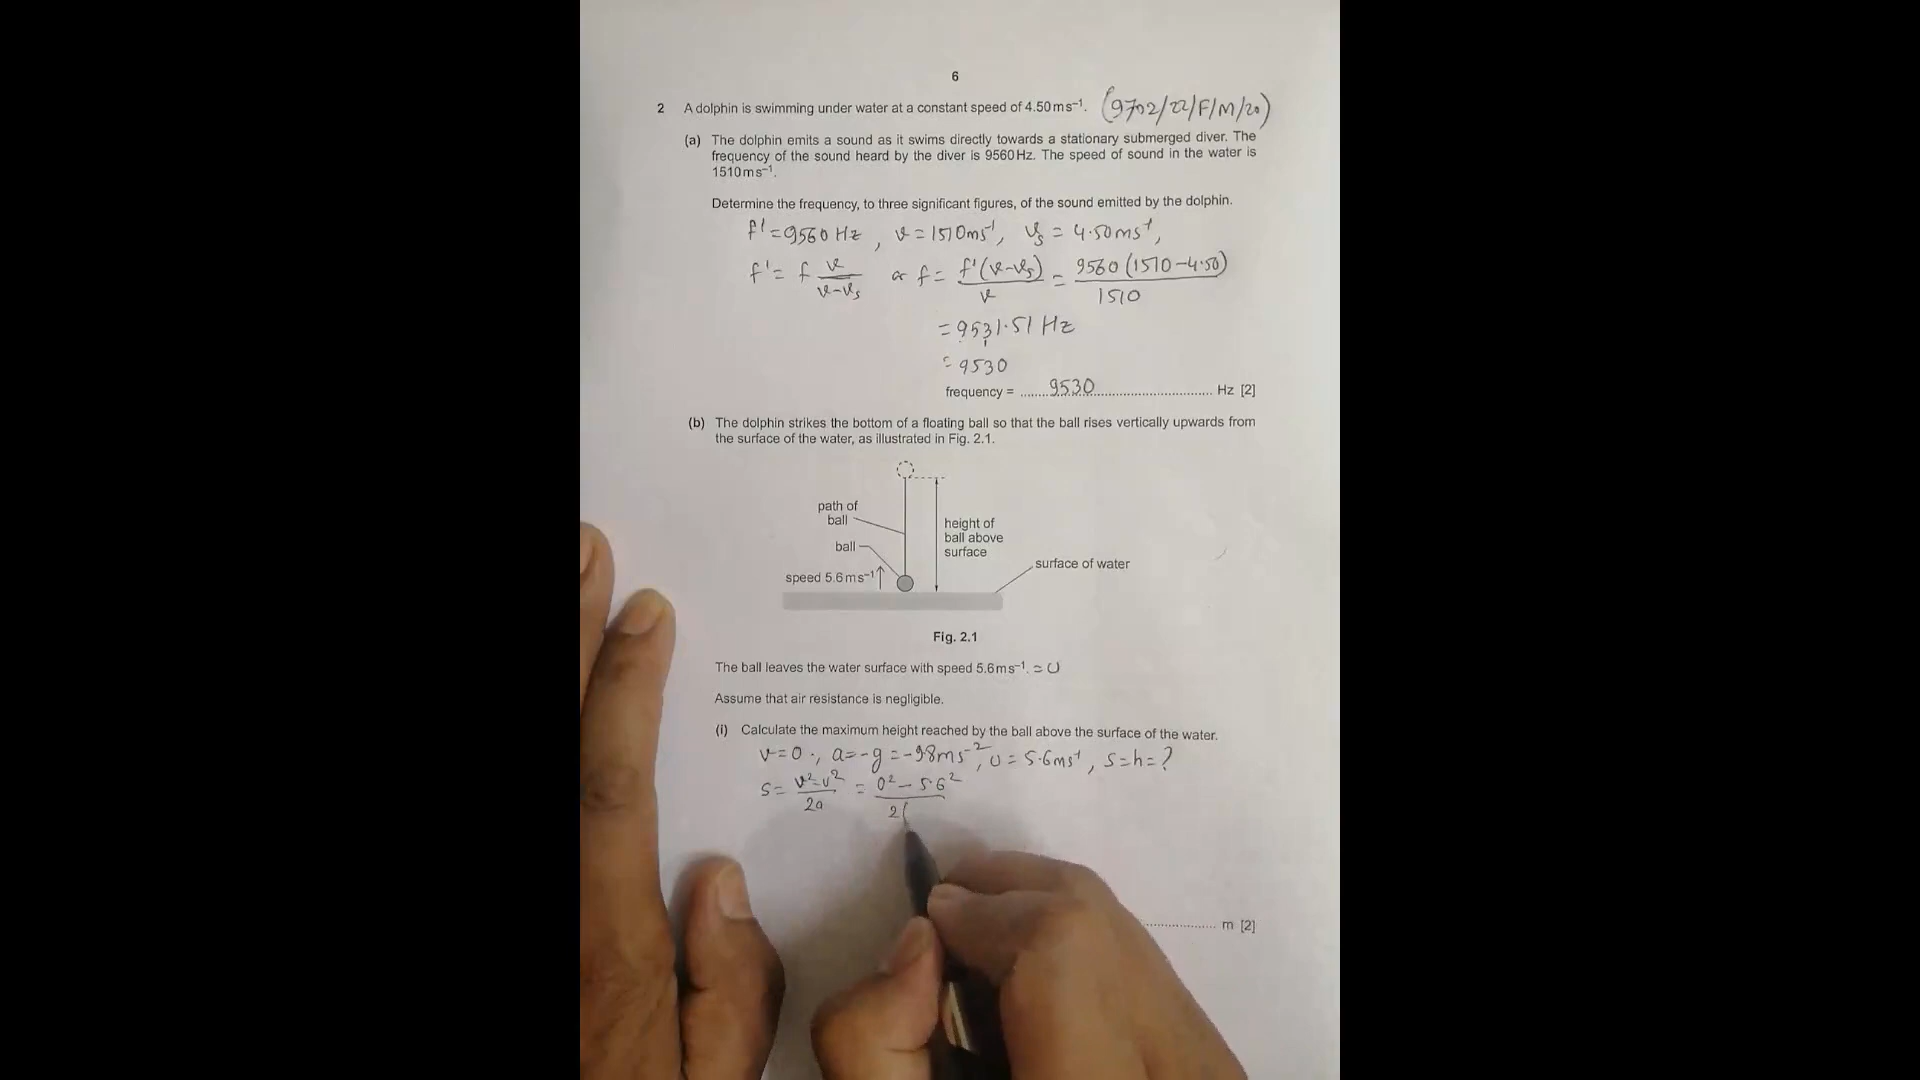 6
2 A dolphin is swimming under water at a constant speed of 4.50 m s⁻¹. (9702/22/F/M/20)
(a) The dolphin emits a sound as it swims directly towards a stationary submerged diver. The
frequency of the sound heard by the diver is 9560 Hz. The speed of sound in the water is
1510 m s⁻¹.
Determine the frequency, to three significant figures, of the sound emitted by the dolphin.
f' = 9560 Hz , v = 1510 ms⁻¹, vₛ = 4.50 ms⁻¹,
f' = f v/(v-vₛ) or f = f'(v-vₛ)/v = 9560 (1510-4.50)/1510
= 9531.51 Hz
= 9530
frequency = ........9530................................ Hz [2]
(b) The dolphin strikes the bottom of a floating ball so that the ball rises vertically upwards from
the surface of the water, as illustrated in Fig. 2.1.
path of
ball
height of
ball above
surface
ball
surface of water
speed 5.6 m s⁻¹
Fig. 2.1
The ball leaves the water surface with speed 5.6 m s⁻¹. = U
Assume that air resistance is negligible.
(i) Calculate the maximum height reached by the ball above the surface of the water.
v = 0 , a = -g = -9.8 ms⁻², u = 5.6 ms⁻¹, s = h = ?
s = (v²-u²)/2a = (0² - 5.6²)/2(
.................. m [2]